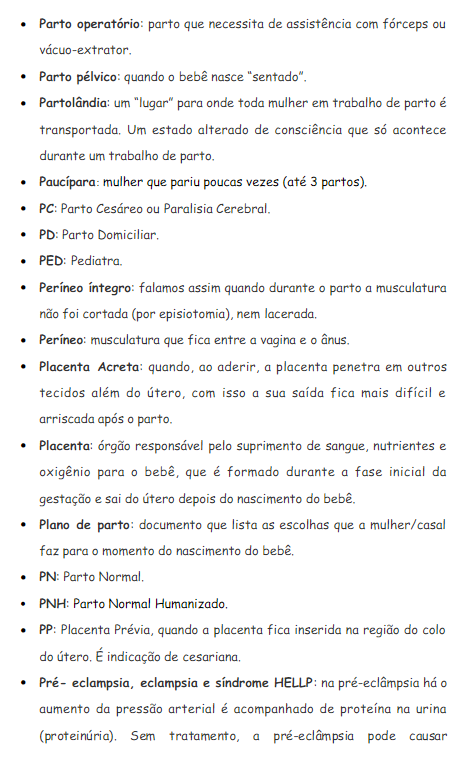 • Parto operatório: parto que necessita de assistência com fórceps ou
vácuo-extrator.
• Parto pélvico: quando o bebê nasce “sentado”.
• Partolândia: um “lugar” para onde toda mulher em trabalho de parto é
transportada. Um estado alterado de consciência que só acontece
durante um trabalho de parto.
• Paucípara: mulher que pariu poucas vezes (até 3 partos).
• PC: Parto Cesáreo ou Paralisia Cerebral.
• PD: Parto Domiciliar.
• PED: Pediatra.
• Períneo íntegro: falamos assim quando durante o parto a musculatura
não foi cortada (por episiotomia), nem lacerada.
• Períneo: musculatura que fica entre a vagina e o ânus.
• Placenta Acreta: quando, ao aderir, a placenta penetra em outros
tecidos além do útero, com isso a sua saída fica mais difícil e
arriscada após o parto.
• Placenta: órgão responsável pelo suprimento de sangue, nutrientes e
oxigênio para o bebê, que é formado durante a fase inicial da
gestação e sai do útero depois do nascimento do bebê.
• Plano de parto: documento que lista as escolhas que a mulher/casal
faz para o momento do nascimento do bebê.
• PN: Parto Normal.
• PNH: Parto Normal Humanizado.
• PP: Placenta Prévia, quando a placenta fica inserida na região do colo
do útero. É indicação de cesariana.
• Pré- eclampsia, eclampsia e síndrome HELLP: na pré-eclâmpsia há o
aumento da pressão arterial é acompanhado de proteína na urina
(proteinúria). Sem tratamento, a pré-eclâmpsia pode causar